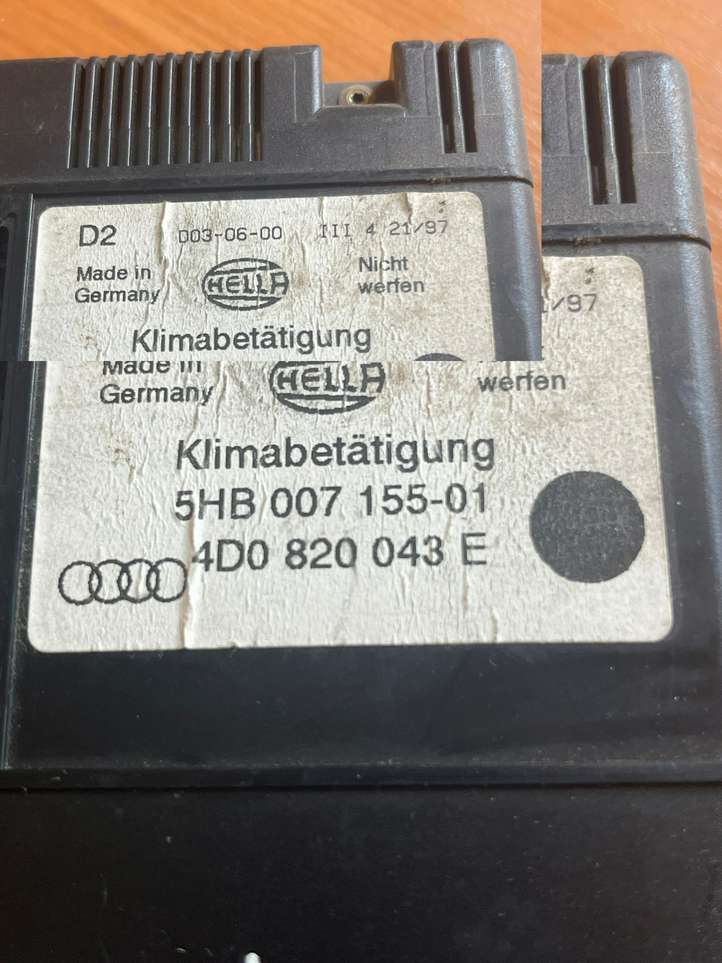 D2 D03-06-00 III 4 21/97
Made in
Germany
HELLA
Nicht
werfen
Klimabetätigung
/97
Made in
Germany
HELLA
werfen
Klimabetätigung
5HB 007 155-01
4D0 820 043 E